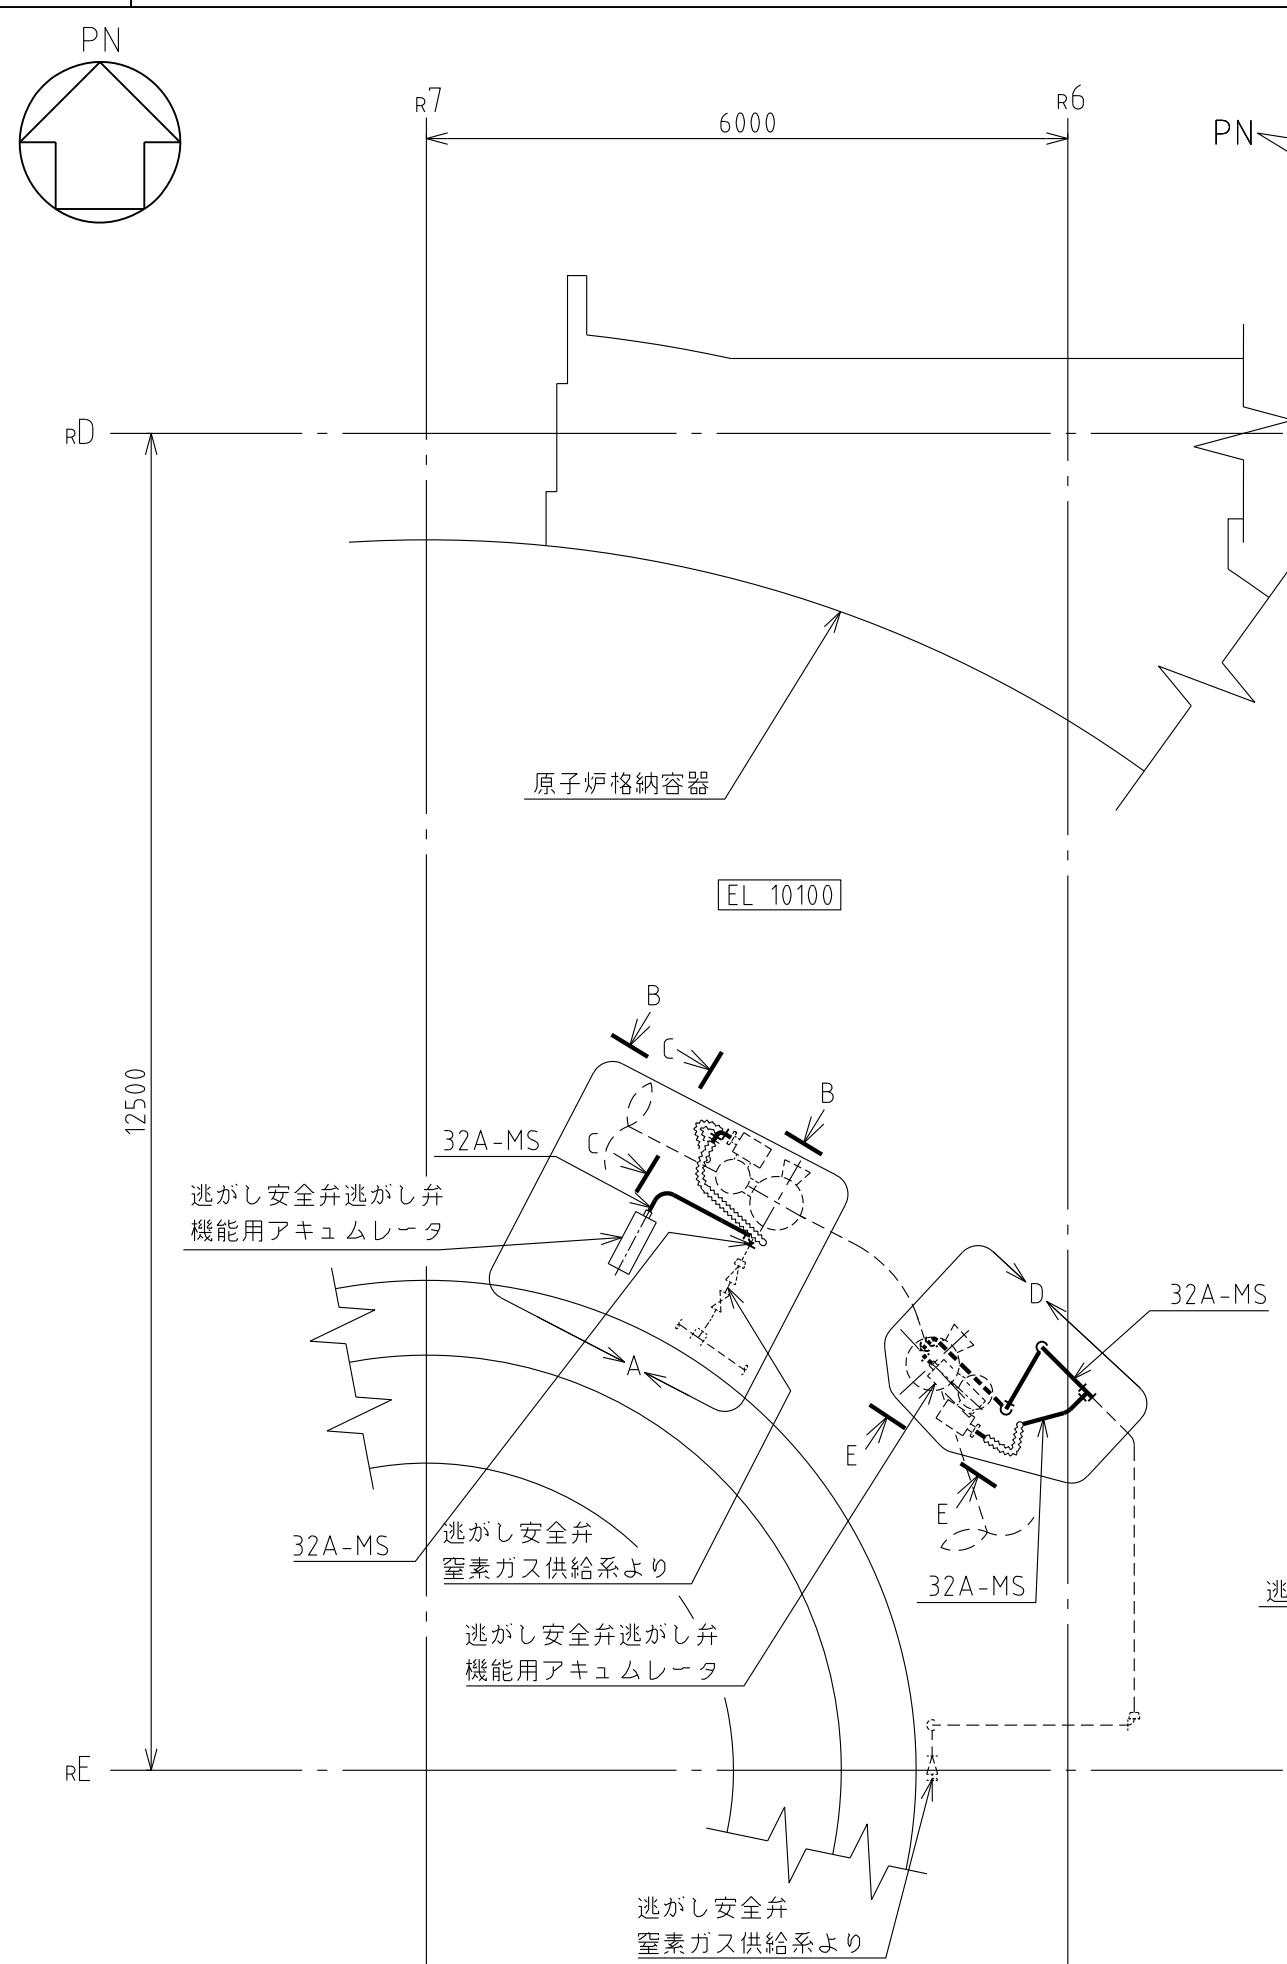 PN
R7
R6
6000
PN
RD
原子炉格納容器
EL 10100
B
C
B
12500
32A-MS
C
逃がし安全弁逃がし弁
機能用アキュムレータ
D
32A-MS
A
E
E
32A-MS
逃がし安全弁
窒素ガス供給系より
32A-MS
逃
逃がし安全弁逃がし弁
機能用アキュムレータ
RE
逃がし安全弁
窒素ガス供給系より